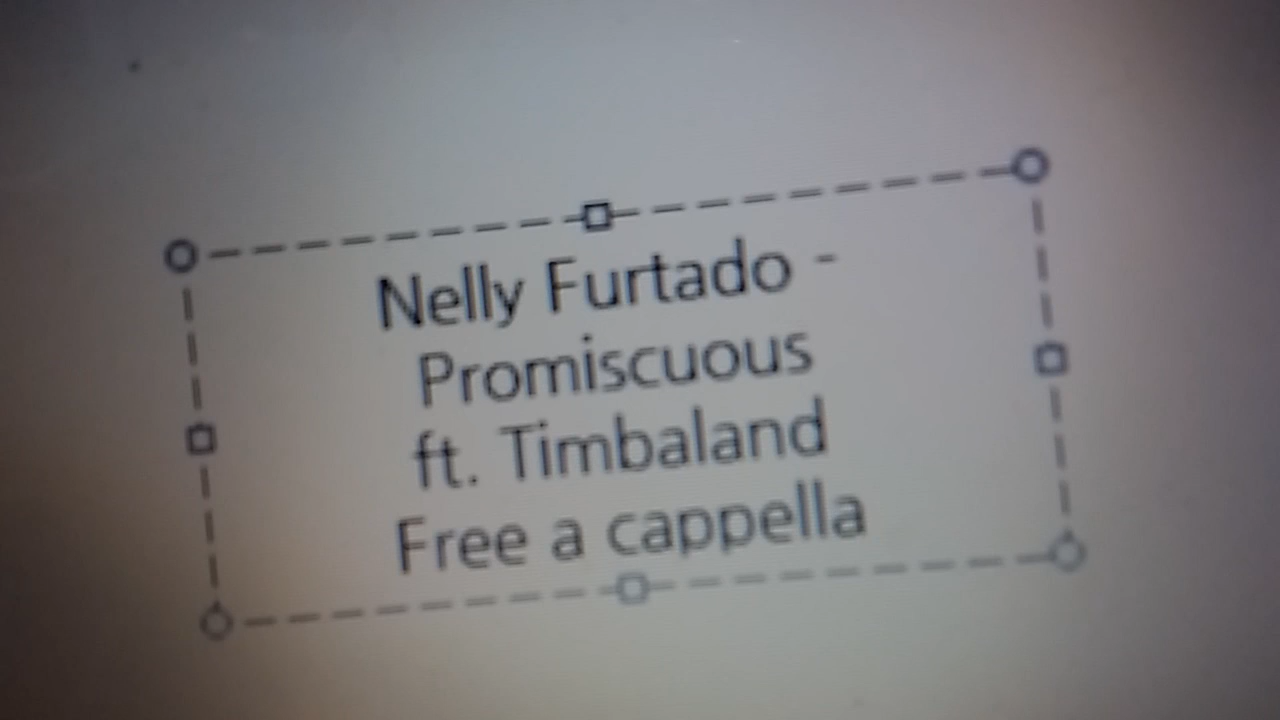 Nelly Furtado -
Promiscuous
ft. Timbaland
Free a cappella